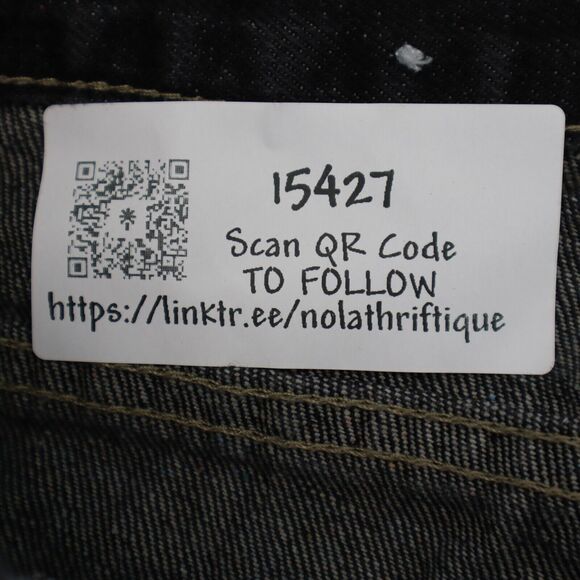 15427
Scan QR Code
TO FOLLOW
https://linktr.ee/nolathriftique